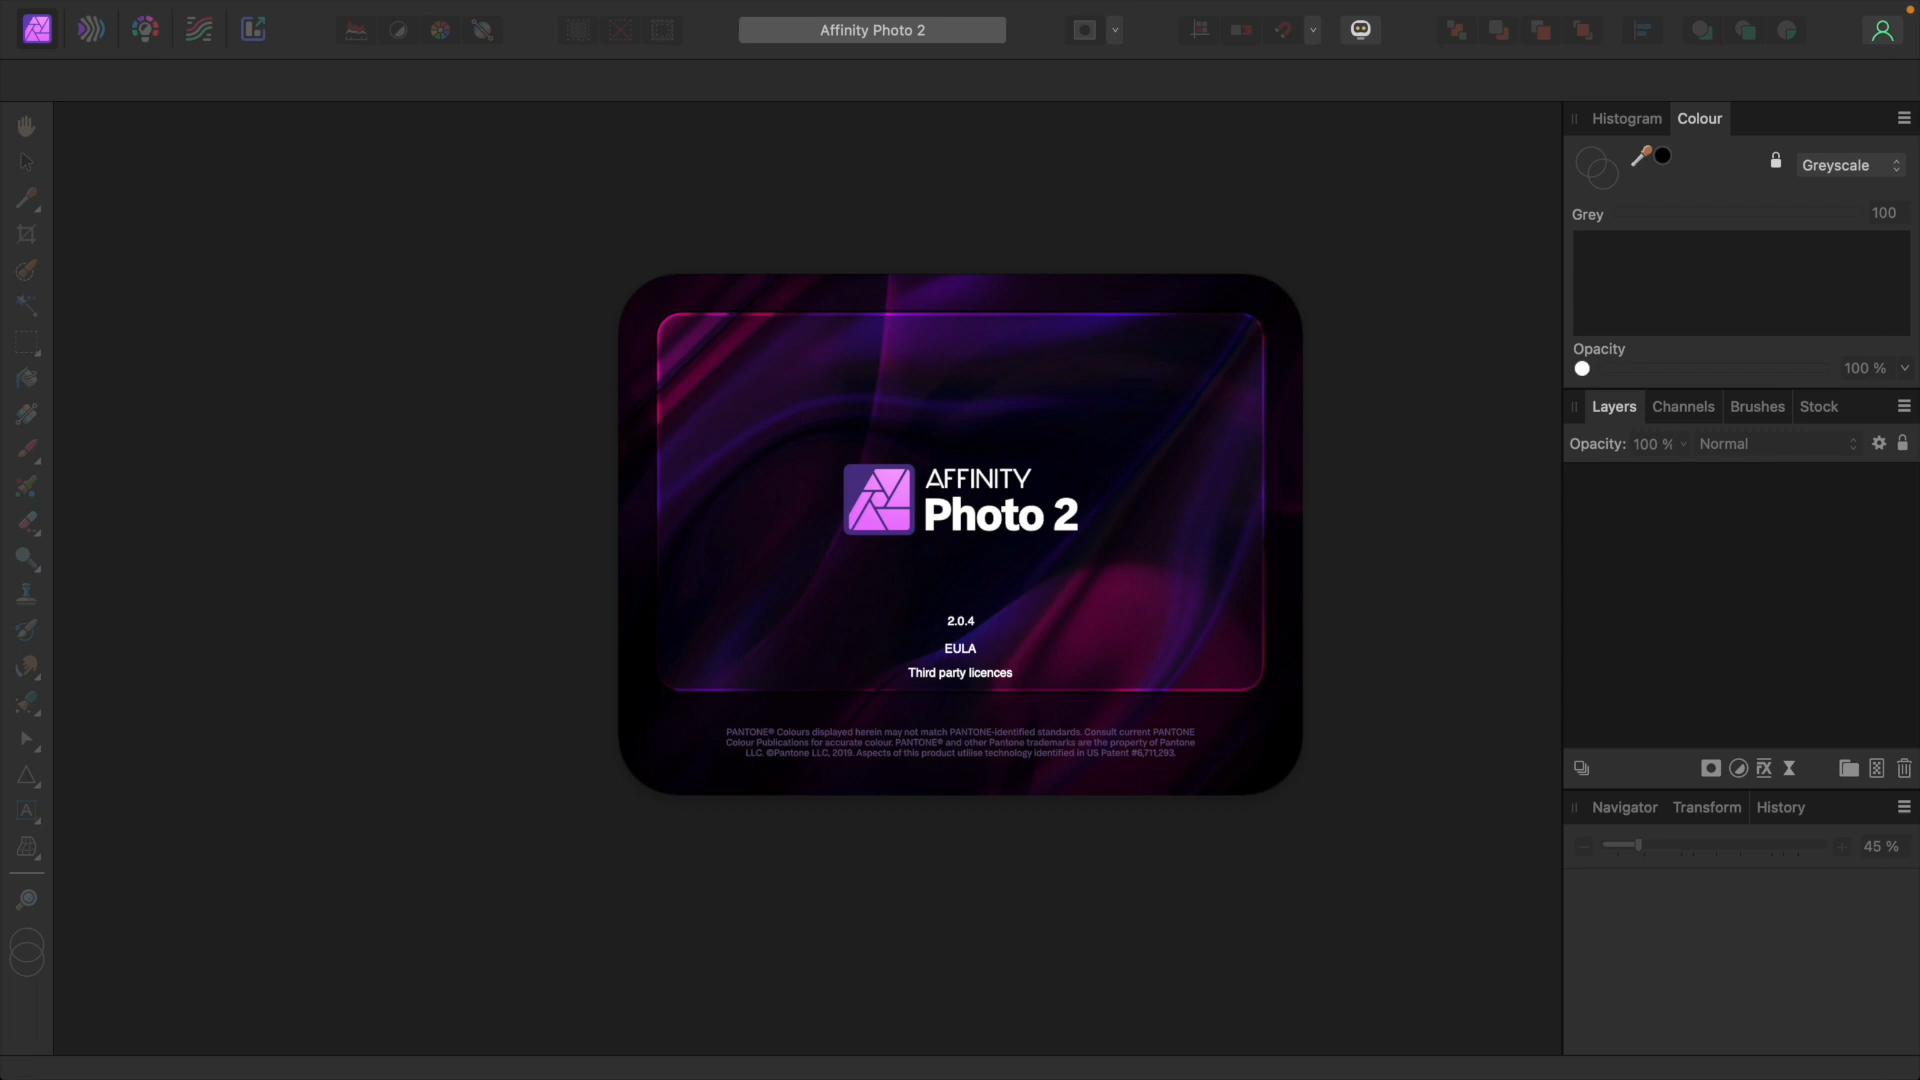 Affinity Photo 2
Histogram
Colour
Greyscale
Grey
100
Opacity
100 %
Layers
Channels
Brushes
Stock
Opacity:
100 %
Normal
AFFINITY
Photo 2
2.0.4
EULA
Third party licences
PANTONE® Colours displayed herein may not match PANTONE-identified standards. Consult current PANTONE
Colour Publications for accurate colour. PANTONE® and other Pantone trademarks are the property of Pantone
LLC. ©Pantone LLC, 2019. Aspects of this product utilise technology identified in US Patent #6,711,293.
Navigator
Transform
History
45 %